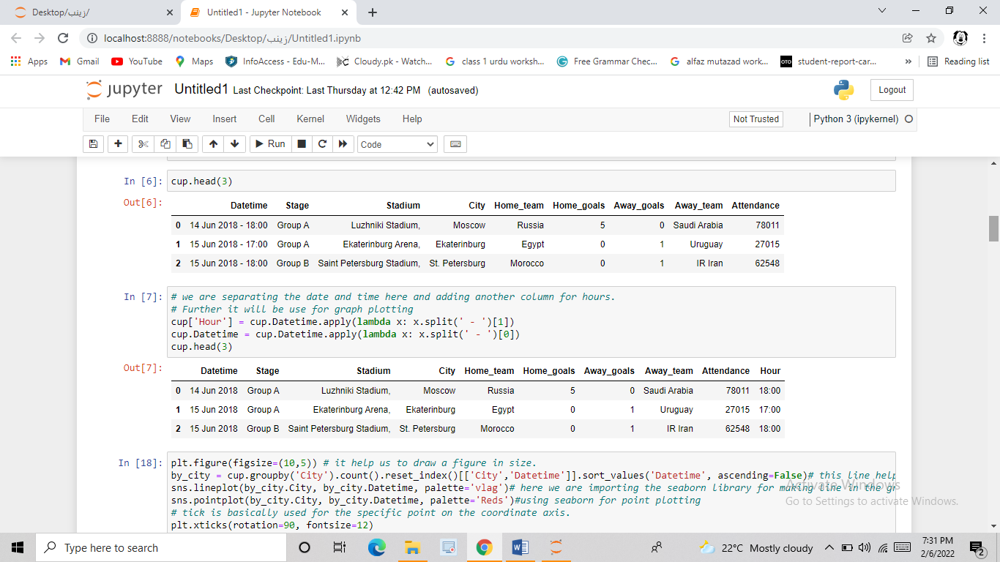 Desktop/زينب/
Untitled1 - Jupyter Notebook
localhost:8888/notebooks/Desktop/زينب/Untitled1.ipynb
Apps Gmail YouTube Maps InfoAccess - Edu-M... Cloudy.pk - Watch... class 1 urdu worksh... Free Grammar Chec... alfaz mutazad work... OTO student-report-car... » Reading list
jupyter Untitled1 Last Checkpoint: Last Thursday at 12:42 PM (autosaved) Logout
File Edit View Insert Cell Kernel Widgets Help Not Trusted Python 3 (ipykernel)
Run Code
In [6]: cup.head(3)
Out[6]:
Datetime Stage Stadium City Home_team Home_goals Away_goals Away_team Attendance
0 14 Jun 2018 - 18:00 Group A Luzhniki Stadium, Moscow Russia 5 0 Saudi Arabia 78011
1 15 Jun 2018 - 17:00 Group A Ekaterinburg Arena, Ekaterinburg Egypt 0 1 Uruguay 27015
2 15 Jun 2018 - 18:00 Group B Saint Petersburg Stadium, St. Petersburg Morocco 0 1 IR Iran 62548
In [7]: # we are separating the date and time here and adding another column for hours.
# Further it will be use for graph plotting
cup['Hour'] = cup.Datetime.apply(lambda x: x.split(' - ')[1])
cup.Datetime = cup.Datetime.apply(lambda x: x.split(' - ')[0])
cup.head(3)
Out[7]:
Datetime Stage Stadium City Home_team Home_goals Away_goals Away_team Attendance Hour
0 14 Jun 2018 Group A Luzhniki Stadium, Moscow Russia 5 0 Saudi Arabia 78011 18:00
1 15 Jun 2018 Group A Ekaterinburg Arena, Ekaterinburg Egypt 0 1 Uruguay 27015 17:00
2 15 Jun 2018 Group B Saint Petersburg Stadium, St. Petersburg Morocco 0 1 IR Iran 62548 18:00
In [18]: plt.figure(figsize=(10,5)) # it help us to draw a figure in size.
by_city = cup.groupby('City').count().reset_index()[['City','Datetime']].sort_values('Datetime', ascending=False)# this line help
sns.lineplot(by_city.City, by_city.Datetime, palette='vlag')# here we are importing the seaborn library for making line in the gr
sns.pointplot(by_city.City, by_city.Datetime, palette='Reds')#using seaborn for point plotting
# tick is basically used for the specific point on the coordinate axis.
plt.xticks(rotation=90, fontsize=12)
Activate Windows
Go to Settings to activate Windows.
Type here to search
22°C Mostly cloudy
7:31 PM
2/6/2022
2